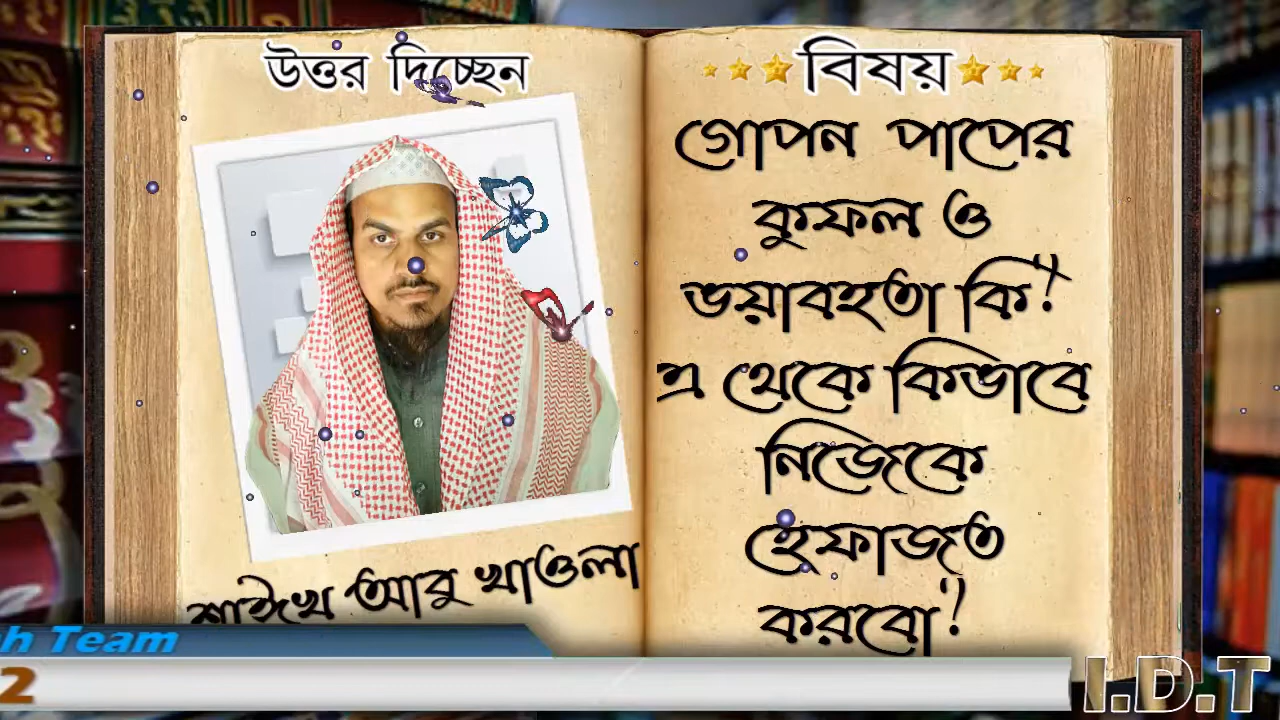 উত্তর দিচ্ছেন
শাইখ আবু খাওলা
বিষয়
গোপন পাপের
কুফল ও
ভয়াবহতা কি?
এ থেকে কিভাবে
নিজেকে
হেফাজত
করবো?
Team
2
I.D.T